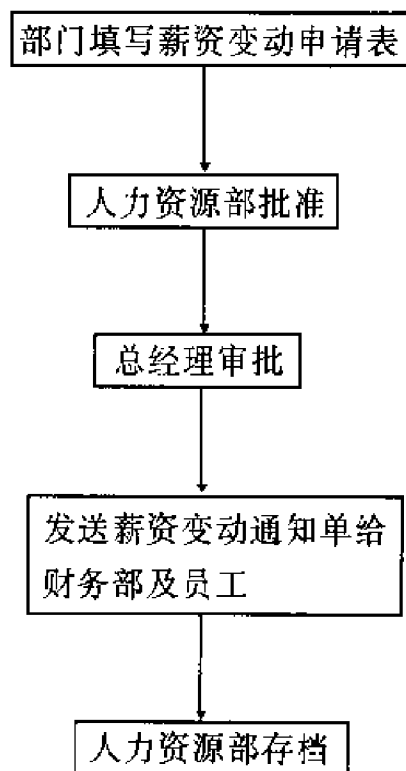 部门填写薪资变动申请表
人力资源部批准
总经理审批
发送薪资变动通知单给
财务部及员工
人力资源部存档